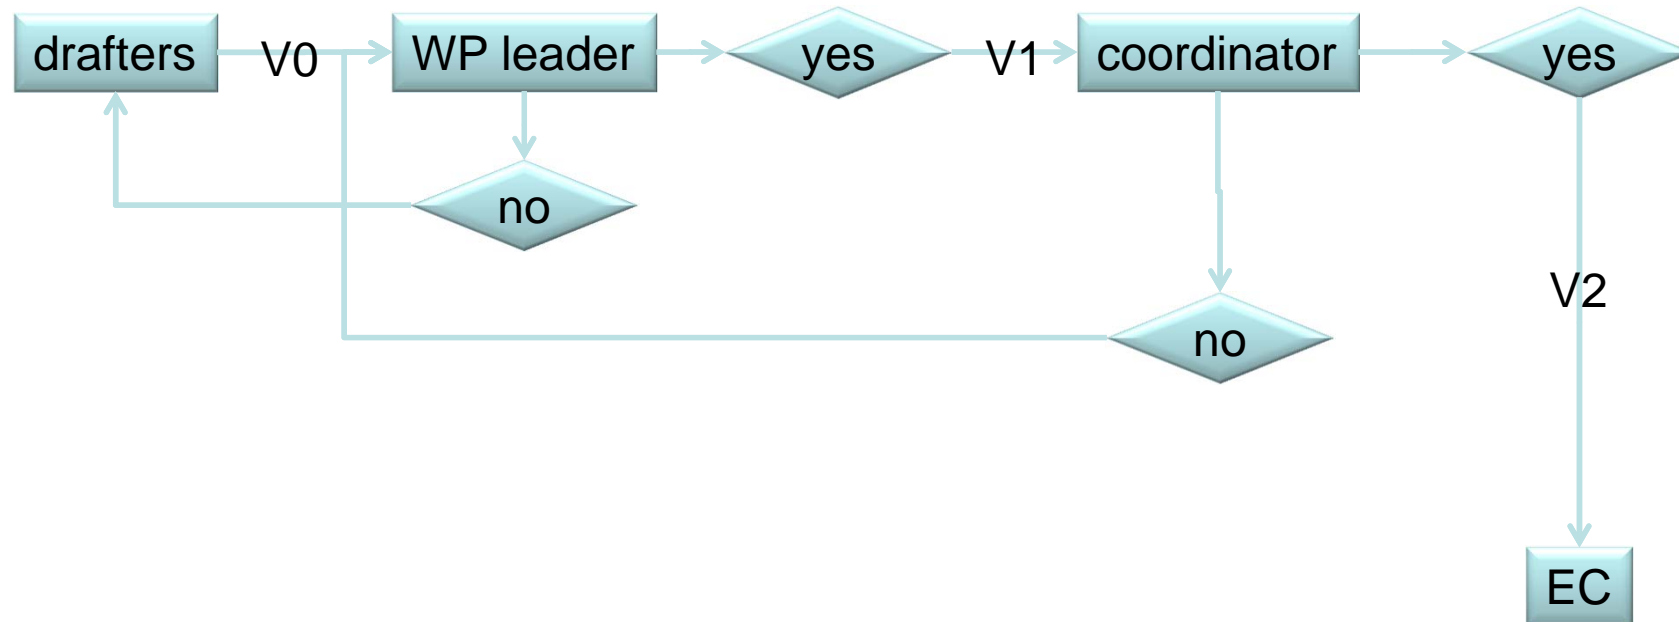 drafters
V0
WP leader
yes
V1
coordinator
yes
no
V2
no
EC